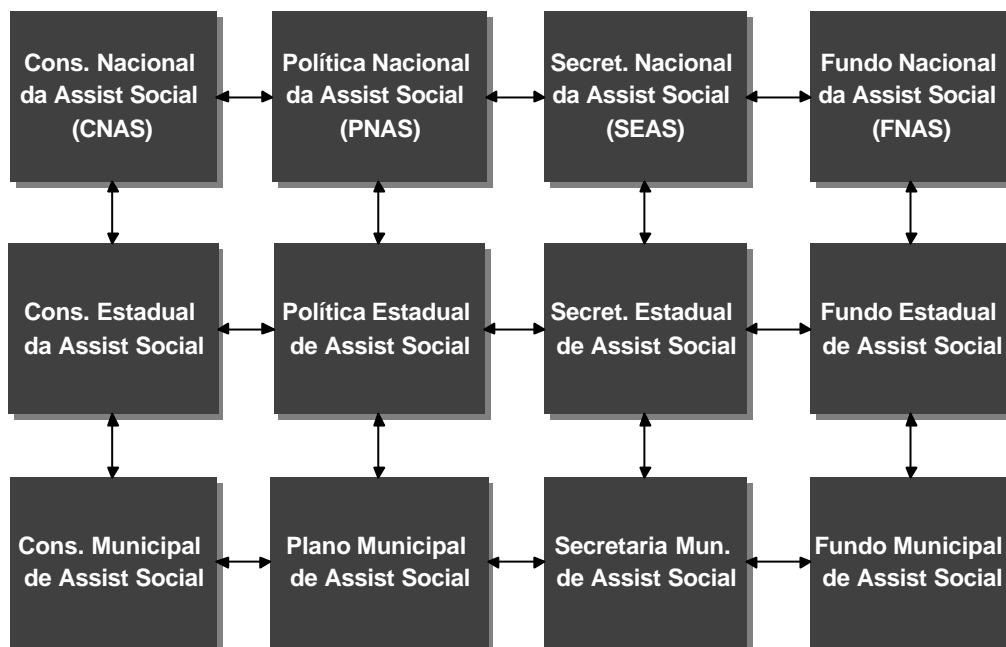 Cons. Nacional
da Assist Social
(CNAS)
Política Nacional
da Assist Social
(PNAS)
Secret. Nacional
da Assist Social
(SEAS)
Fundo Nacional
da Assist Social
(FNAS)
Cons. Estadual
da Assist Social
Política Estadual
de Assist Social
Secret. Estadual
de Assist Social
Fundo Estadual
de Assist Social
Cons. Municipal
de Assist Social
Plano Municipal
de Assist Social
Secretaria Mun.
de Assist Social
Fundo Municipal
de Assist Social